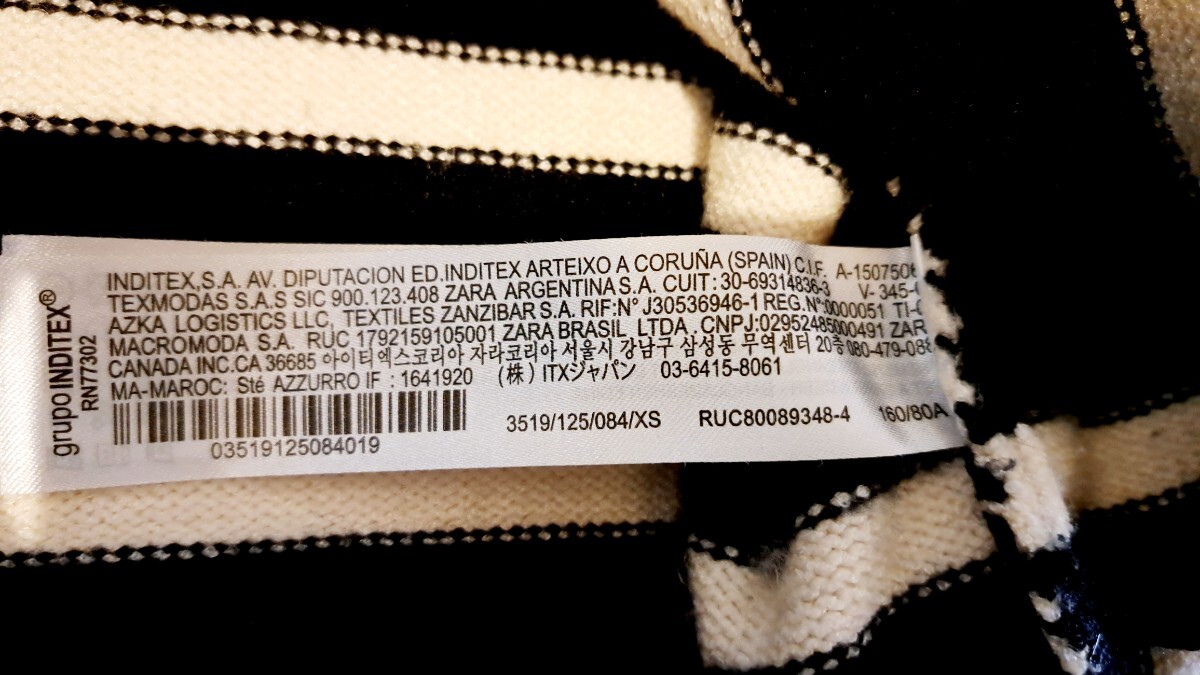 grupo INDITEX®
RN77302
INDITEX,S.A. AV. DIPUTACION ED.INDITEX ARTEIXO A CORUÑA (SPAIN) C.I.F. A-1507506
TEXMODAS S.A.S SIC 900.123.408 ZARA ARGENTINA S.A. CUIT: 30-69314836-3 V- 345-
AZKA LOGISTICS LLC, TEXTILES ZANZIBAR S.A. RIF:Nº J30536946-1 REG.Nº:0000051 TI-
MACROMODA S.A. RUC 1792159105001 ZARA BRASIL LTDA. CNPJ:02952485000491 ZAR
CANADA INC.CA 36685 아이티엑스코리아 자라코리아 서울시 강남구 삼성동 무역센터 20층 080-479-088
MA-MAROC: Sté AZZURRO IF : 1641920 (株) ITXジャパン 03-6415-8061
3519/125/084/XS RUC80089348-4 160/80A
03519125084019